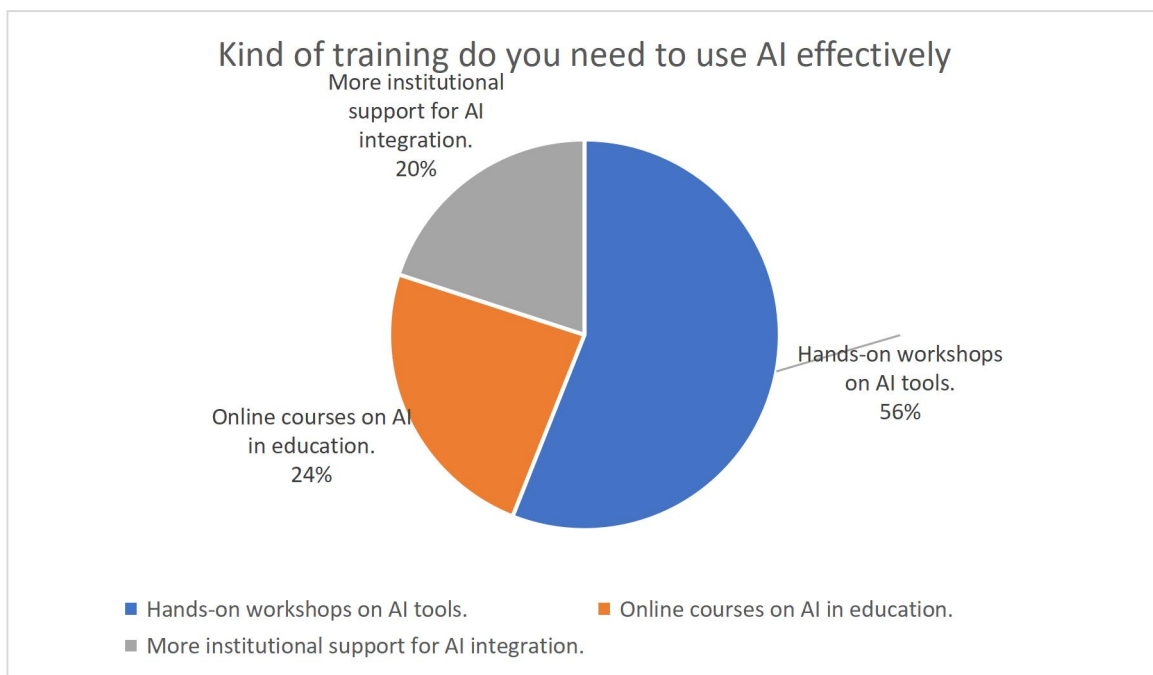 Kind of training do you need to use AI effectively
More institutional
support for AI
integration.
20%
Hands-on workshops
on AI tools.
56%
Online courses on AI
in education.
24%
Hands-on workshops on AI tools.
Online courses on AI in education.
More institutional support for AI integration.